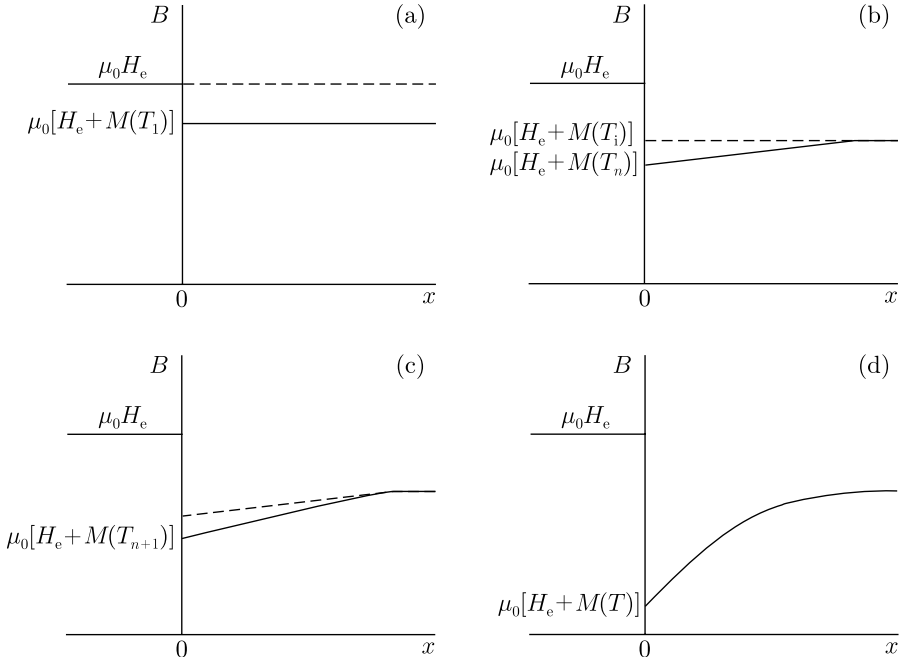 B
(a)
μ₀Hₑ
μ₀[Hₑ+M(T₁)]
0
x
B
(b)
μ₀Hₑ
μ₀[Hₑ+M(Tᵢ)]
μ₀[Hₑ+M(Tₙ)]
0
x
B
(c)
μ₀Hₑ
μ₀[Hₑ+M(Tₙ₊₁)]
0
x
B
(d)
μ₀Hₑ
μ₀[Hₑ+M(T)]
0
x